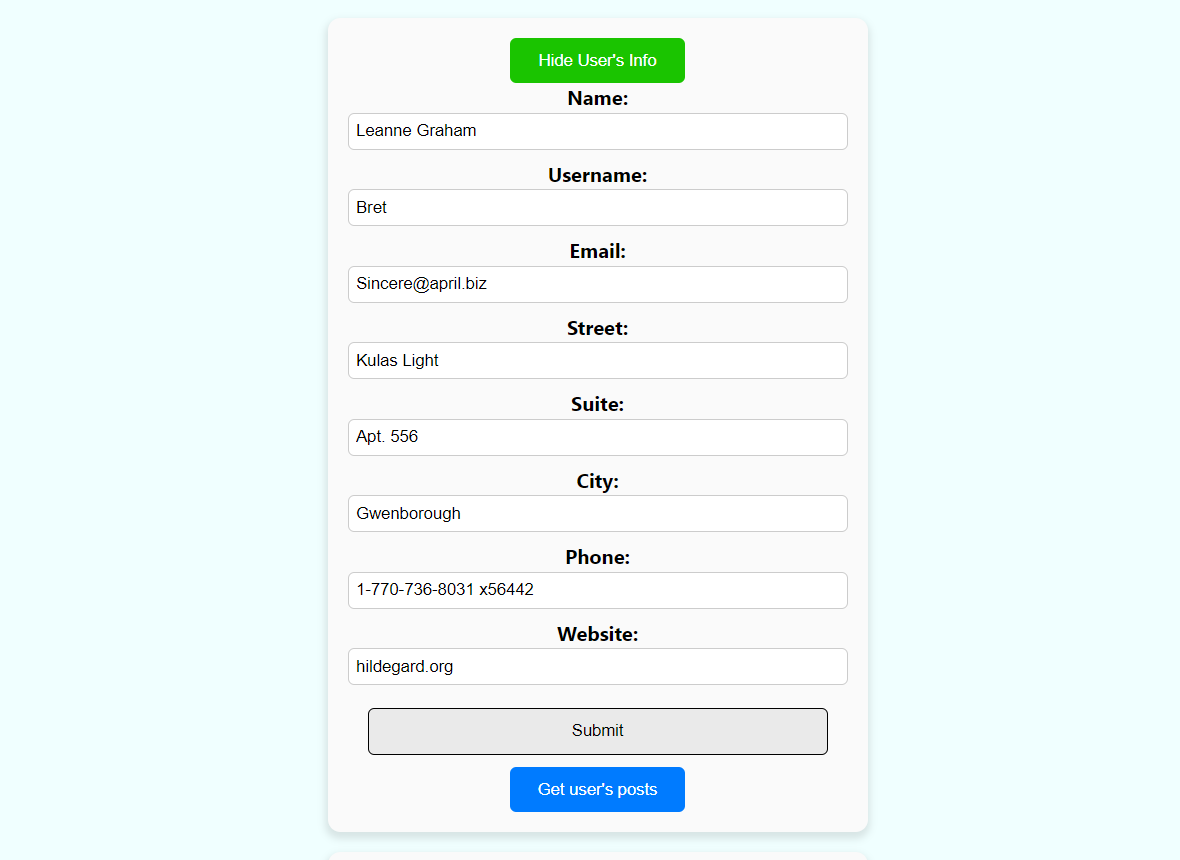 Hide User's Info
Name:
Leanne Graham
Username:
Bret
Email:
Sincere@april.biz
Street:
Kulas Light
Suite:
Apt. 556
City:
Gwenborough
Phone:
1-770-736-8031 x56442
Website:
hildegard.org
Submit
Get user's posts